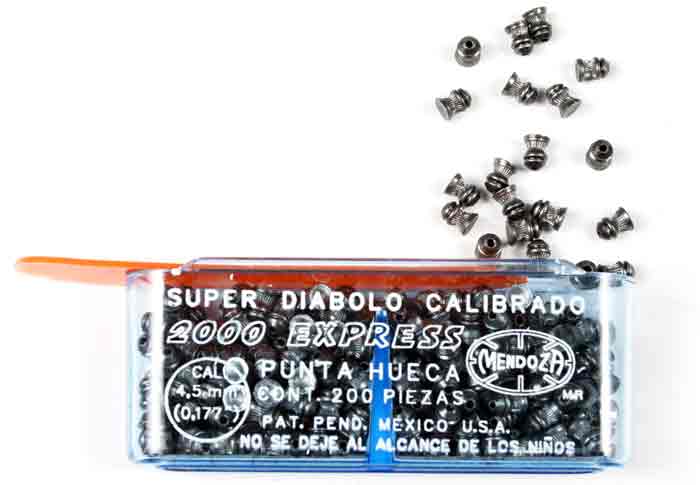 SUPER DIABOLO CALIBRADO
2000 EXPRESS
MENDOZA
MR
CAL.
4,5 mm
(0,177")
PUNTA HUECA
CONT. 200 PIEZAS
PAT. PEND. MÉXICO U.S.A.
NO SE DEJE AL ALCANCE DE LOS NIÑOS